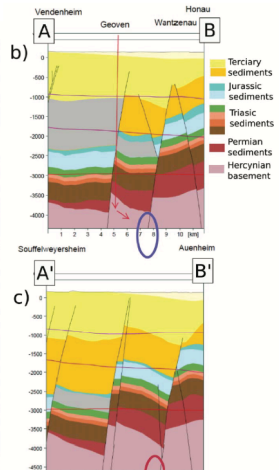 Vendenheim
Honau
Geoven
Wantzenau
A
B
b)
0
-500
-1000
-1500
-2000
-2500
-3000
-3500
-4000
1 2 3 4 5 6 7 8 9 10 [km]
Terciary
sediments
Jurassic
sediments
Triasic
sediments
Permian
sediments
Hercynian
basement
Souffelweyersheim
Auenheim
A'
B'
c)
0
-500
-1000
-1500
-2000
-2500
-3000
-3500
-4000
-4500